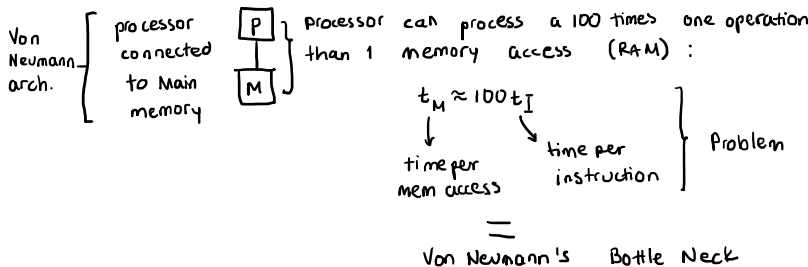 Von Neumann arch.
processor connected to Main memory
P
M
processor can process a 100 times one operation
than 1 memory access (RAM) :
t_M ≈ 100 t_I
time per mem access
time per instruction
Problem
=
Von Neumann's Bottle Neck